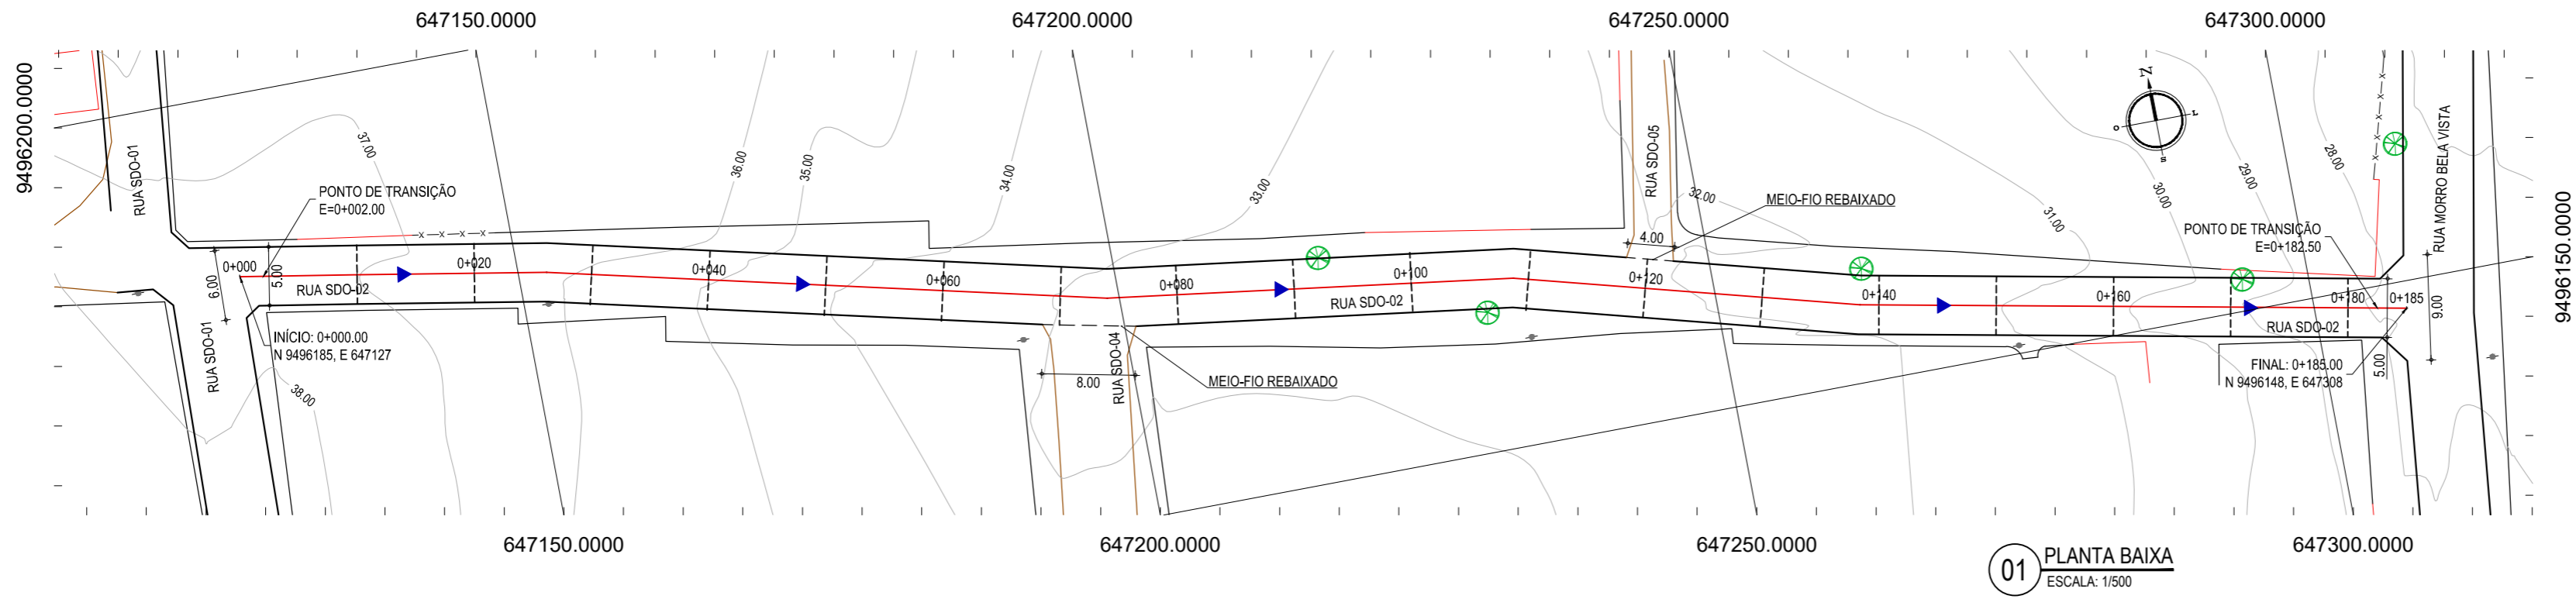 647150.0000
647200.0000
647250.0000
647300.0000
9496200.0000
9496150.0000
RUA SDO-01
37.00
PONTO DE TRANSIÇÃO
E=0+002.00
36.00
35.00
34.00
33.00
RUA SDO-05
32.00
MEIO-FIO REBAIXADO
4.00
31.00
30.00
29.00
28.00
N
L
S
O
RUA MORRO BELA VISTA
PONTO DE TRANSIÇÃO
E=0+182.50
x x x x
x x x x x
6.00
0+000
5.00
0+020
0+040
0+060
0+080
0+100
0+120
0+140
0+160
0+180
0+185
9.00
RUA SDO-02
RUA SDO-02
RUA SDO-02
RUA SDO-01
INÍCIO: 0+000.00
N 9496185, E 647127
38.00
8.00
RUA SDO-04
MEIO-FIO REBAIXADO
FINAL: 0+185.00
N 9496148, E 647308
5.00
647150.0000
647200.0000
647250.0000
647300.0000
01
PLANTA BAIXA
ESCALA: 1/500